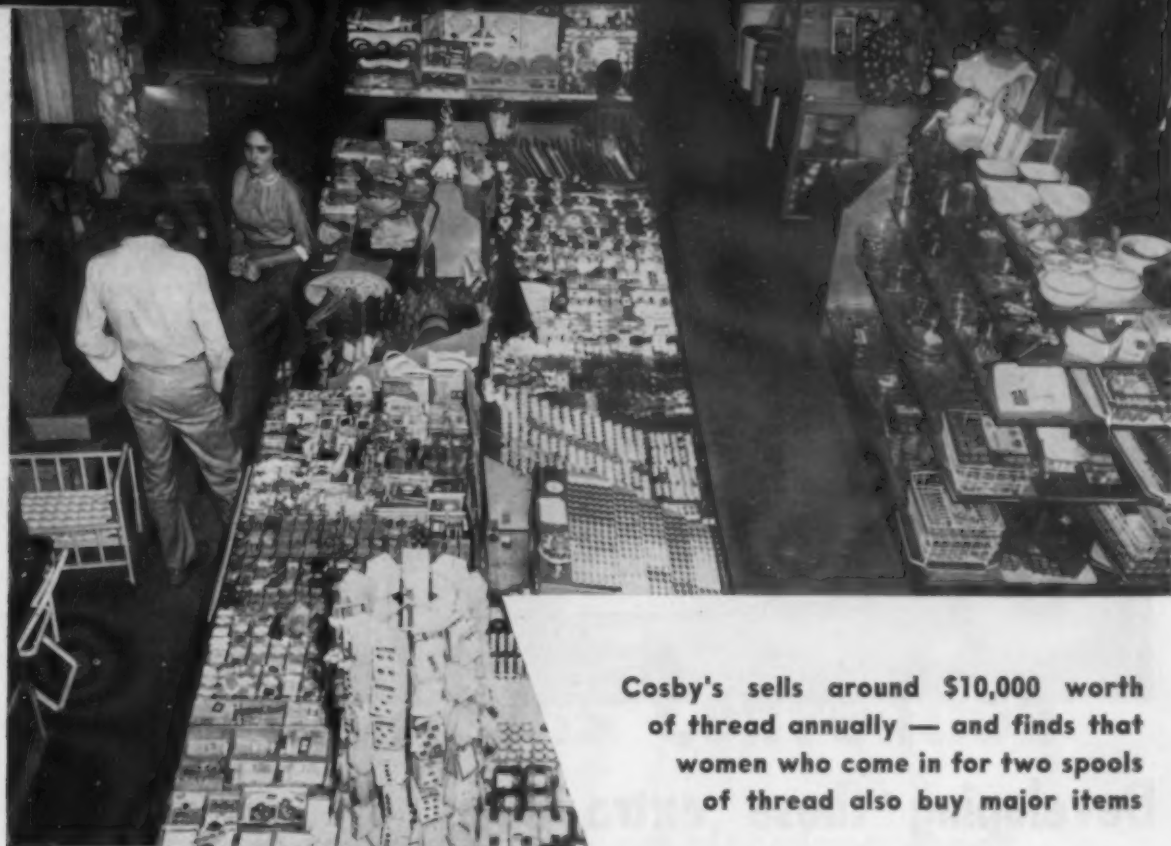 Cosby's sells around $10,000 worth
of thread annually — and finds that
women who come in for two spools
of thread also buy major items